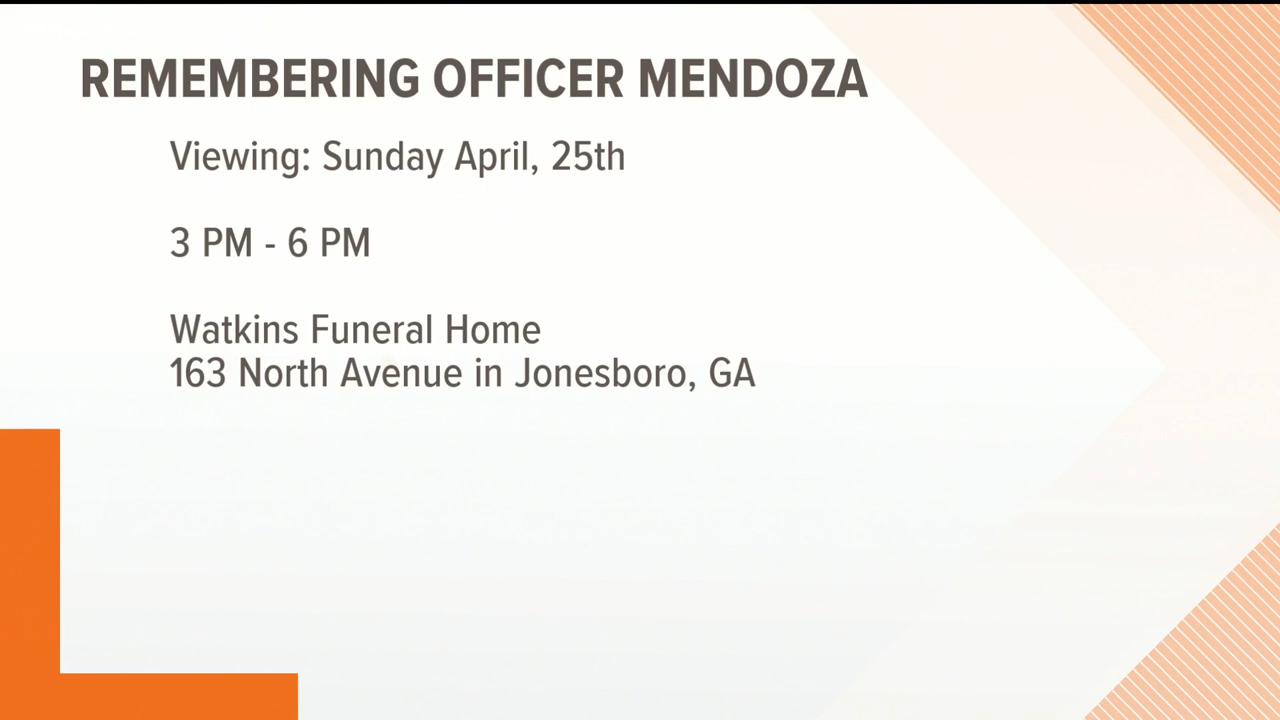 REMEMBERING OFFICER MENDOZA
Viewing: Sunday April, 25th
3 PM - 6 PM
Watkins Funeral Home
163 North Avenue in Jonesboro, GA